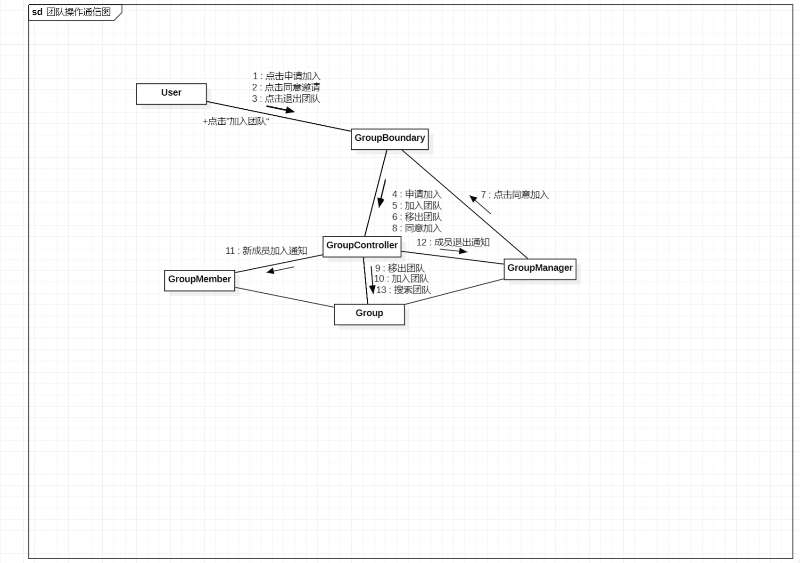 sd 团队操作通信图
1 : 点击申请加入
2 : 点击同意邀请
3 : 点击退出团队
User
+点击"加入团队"
GroupBoundary
4 : 申请加入
5 : 加入团队
6 : 移出团队
8 : 同意加入
7 : 点击同意加入
GroupController
12 : 成员退出通知
11 : 新成员加入通知
GroupManager
GroupMember
9 : 移出团队
10 : 加入团队
13 : 搜索团队
Group